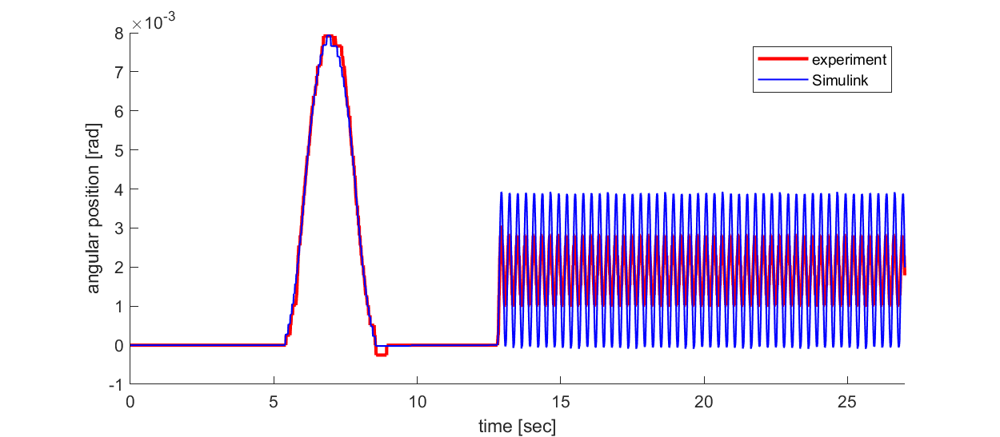 ×10-3
8
7
6
5
4
3
2
1
0
-1
angular position [rad]
experiment
Simulink
0 5 10 15 20 25
time [sec]